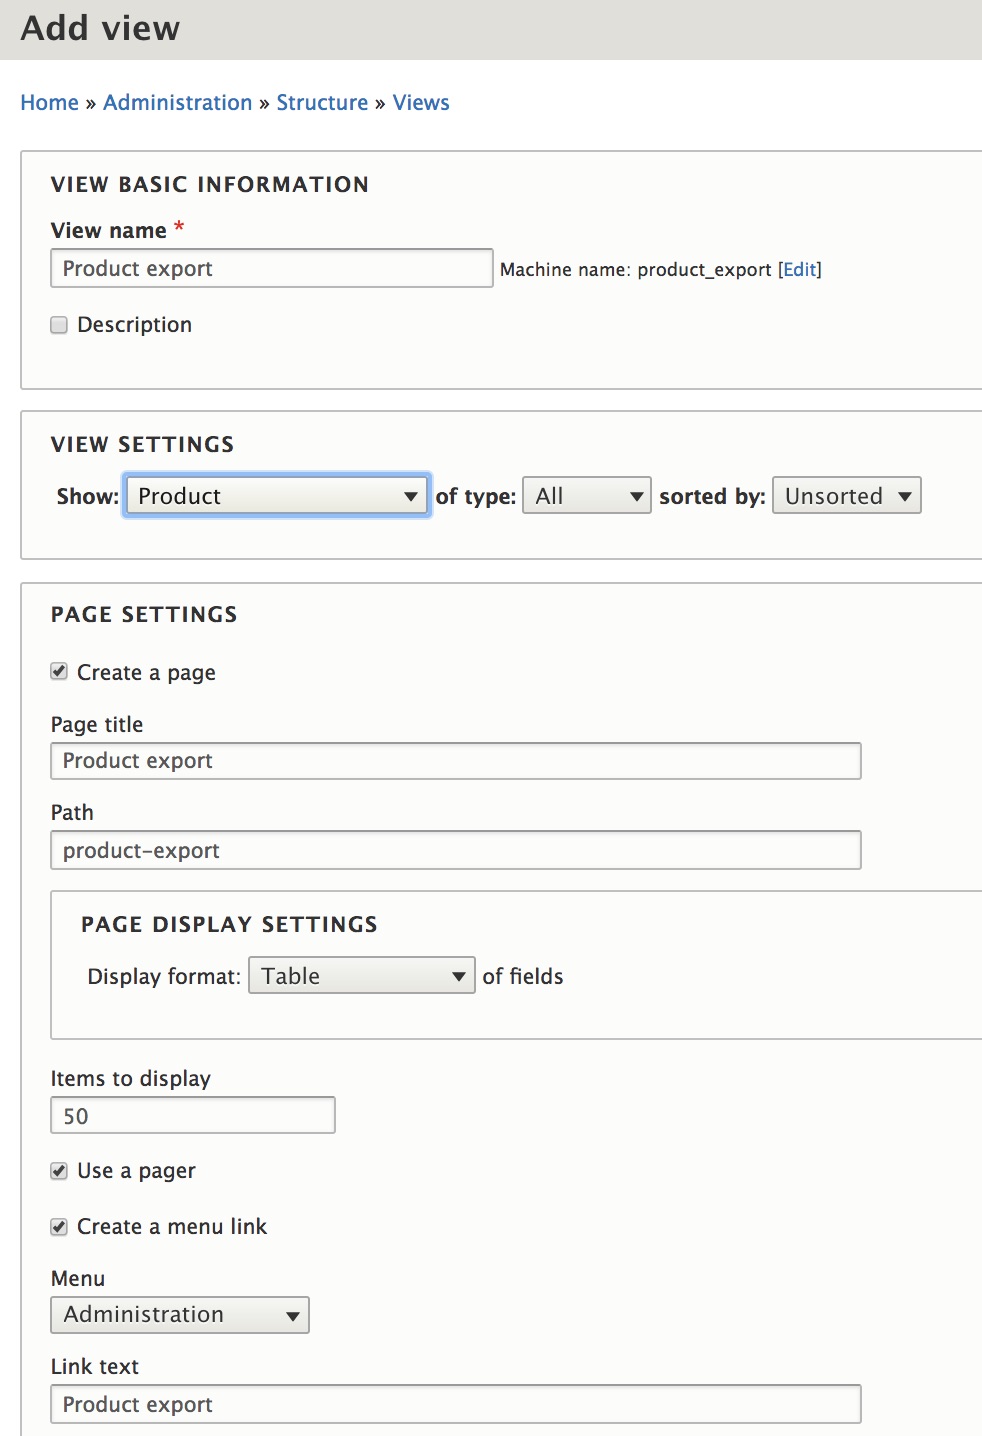 Add view
Home » Administration » Structure » Views
VIEW BASIC INFORMATION
View name *
Product export Machine name: product_export [Edit]
Description
VIEW SETTINGS
Show: Product of type: All sorted by: Unsorted
PAGE SETTINGS
Create a page
Page title
Product export
Path
product-export
PAGE DISPLAY SETTINGS
Display format: Table of fields
Items to display
50
Use a pager
Create a menu link
Menu
Administration
Link text
Product export